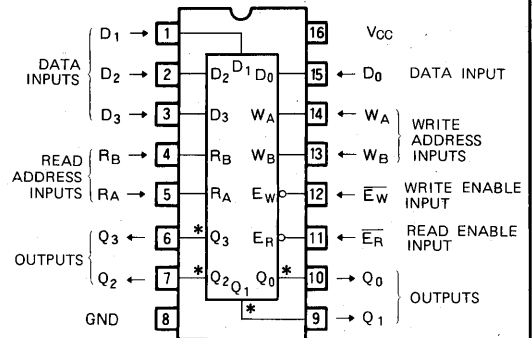 D1 → 1 16 VCC
DATA INPUTS
D2 → 2 D2 D1 D0 15 ← D0 DATA INPUT
D3 → 3 D3 WA 14 ← WA
WRITE ADDRESS INPUTS
READ ADDRESS INPUTS
RB → 4 RB WB 13 ← WB
RA → 5 RA EW 12 ← E̅W̅ WRITE ENABLE INPUT
Q3 ← 6 * Q3 ER 11 ← E̅R̅ READ ENABLE INPUT
OUTPUTS
Q2 ← 7 * Q2 Q1 Q0 * 10 → Q0
OUTPUTS
GND 8 * 9 → Q1